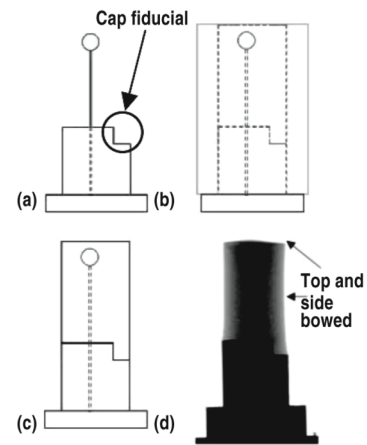 Cap fiducial
(a)
(b)
(c)
(d)
Top and
side
bowed